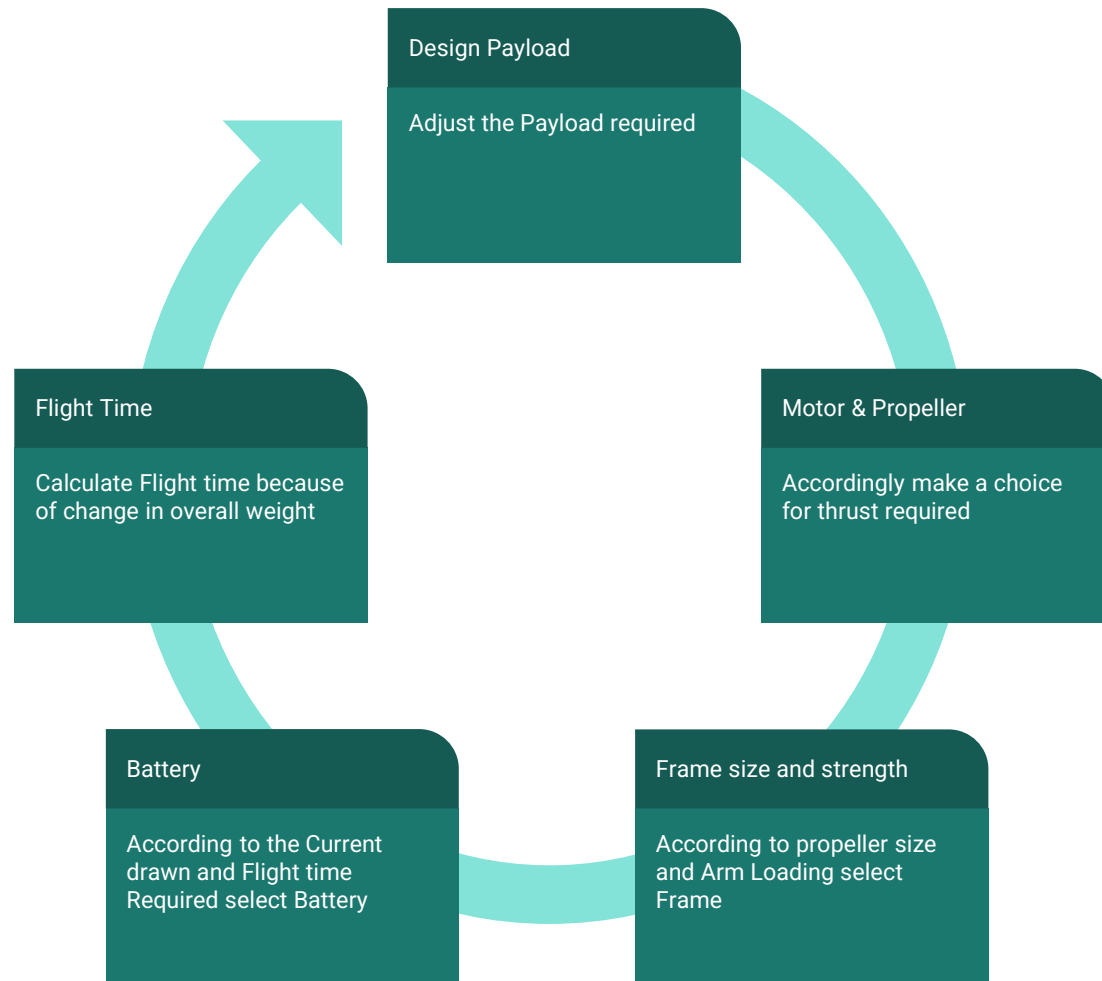 Design Payload
Adjust the Payload required
Motor & Propeller
Accordingly make a choice
for thrust required
Frame size and strength
According to propeller size
and Arm Loading select
Frame
Battery
According to the Current
drawn and Flight time
Required select Battery
Flight Time
Calculate Flight time because
of change in overall weight